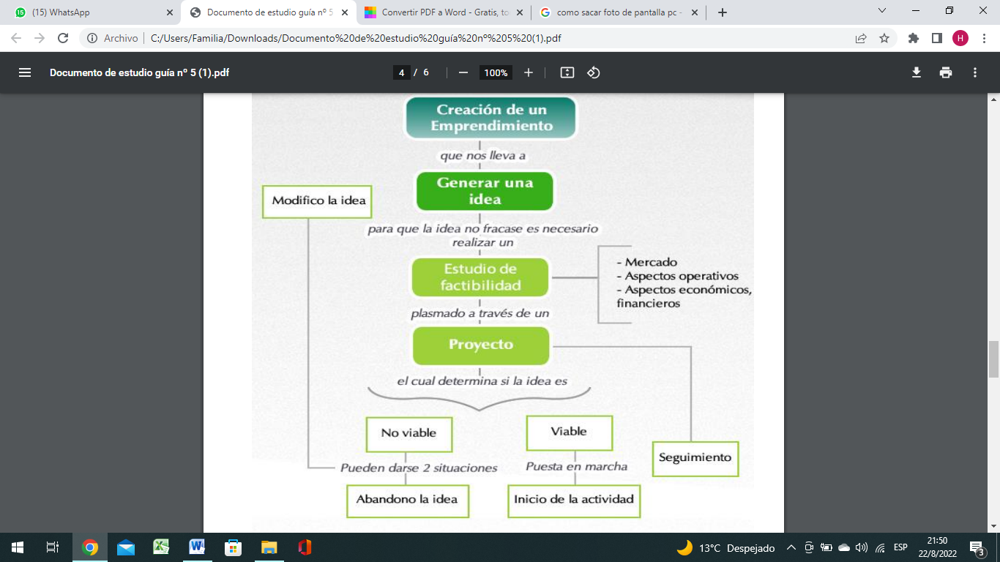 (15) WhatsApp
Documento de estudio guía nº 5
Convertir PDF a Word - Gratis, to
como sacar foto de pantalla pc -
Archivo
C:/Users/Familia/Downloads/Documento%20de%20estudio%20guía%20nº%205%20(1).pdf
H
Documento de estudio guía nº 5 (1).pdf
4 / 6
100%
Creación de un
Emprendimiento
que nos lleva a
Generar una
idea
Modifico la idea
para que la idea no fracase es necesario
realizar un
Estudio de
factibilidad
- Mercado
- Aspectos operativos
- Aspectos económicos,
financieros
plasmado a través de un
Proyecto
el cual determina si la idea es
No viable
Viable
Seguimiento
Pueden darse 2 situaciones
Puesta en marcha
Abandono la idea
Inicio de la actividad
13°C Despejado
ESP
21:50
22/8/2022
3